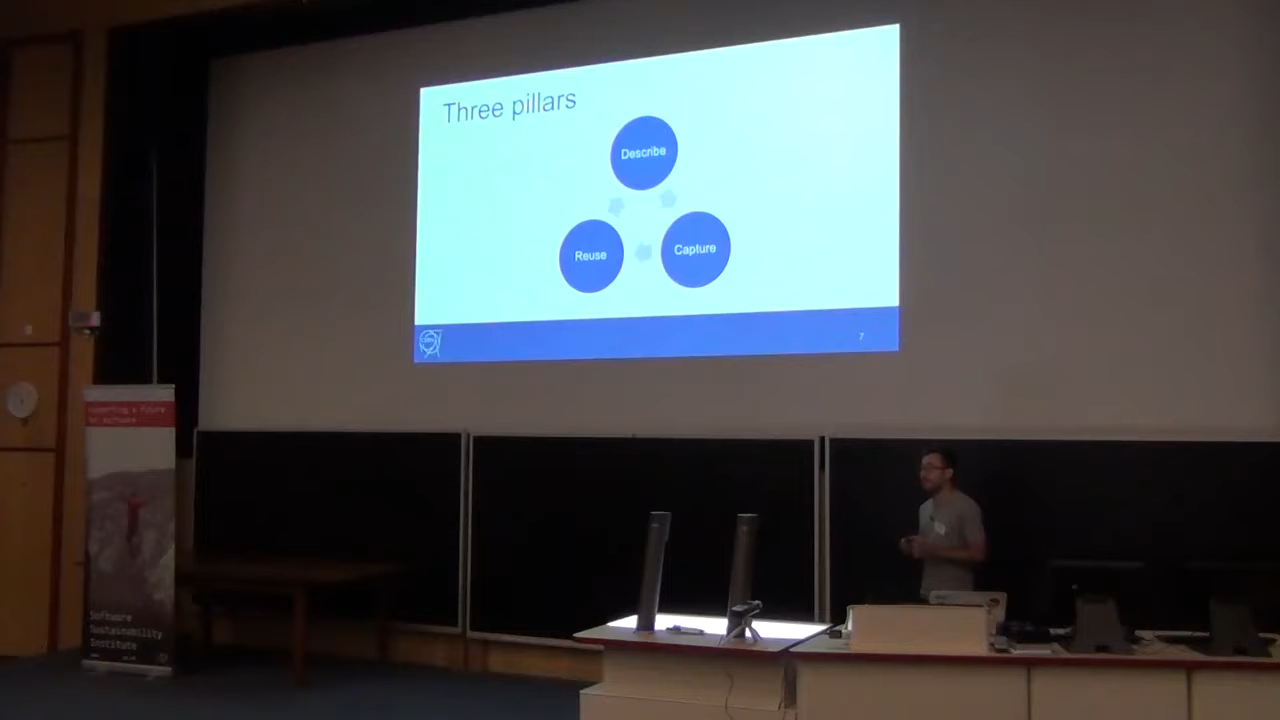 Three pillars
Describe
Reuse
Capture
7
Software
Sustainability
Institute